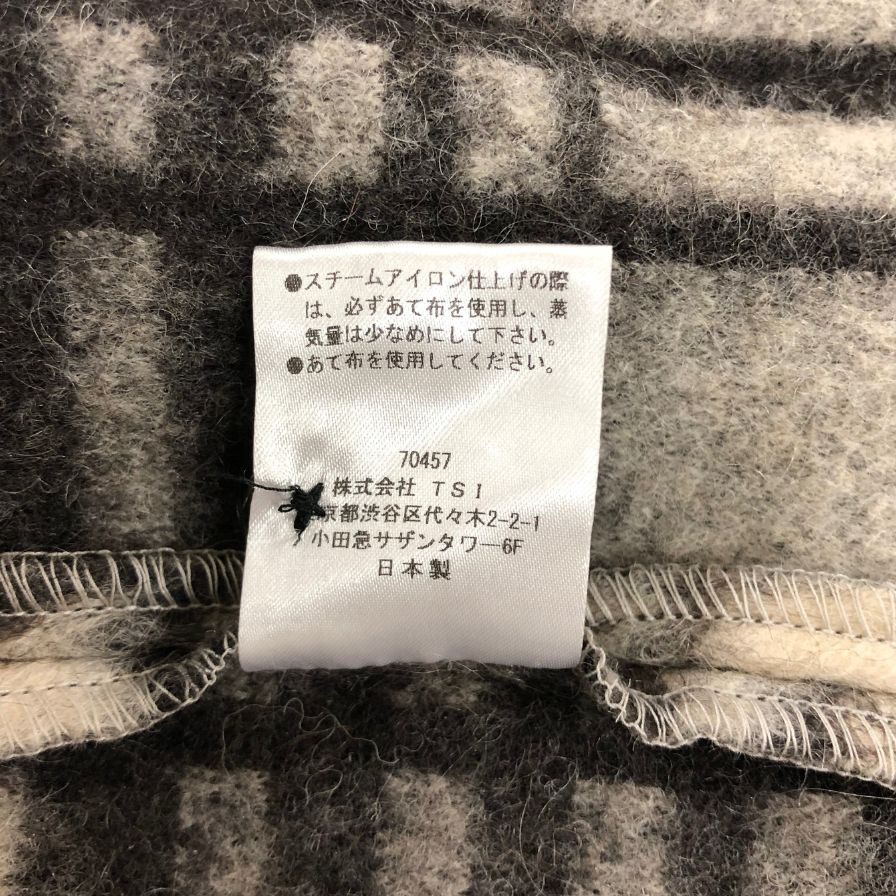 ●スチームアイロン仕上げの際
は、必ずあて布を使用し、蒸
気量は少なめにして下さい。
●あて布を使用してください。
70457
株式会社 TSI
京都渋谷区代々木2-2-1
小田急サザンタワー6F
日本製